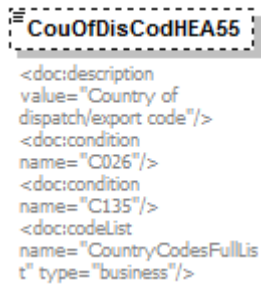 CouOfDisCodHEA55
<doc:description
value="Country of
dispatch/export code"/>
<doc:condition
name="C026"/>
<doc:condition
name="C135"/>
<doc:codeList
name="CountryCodesFullLis
t" type="business"/>